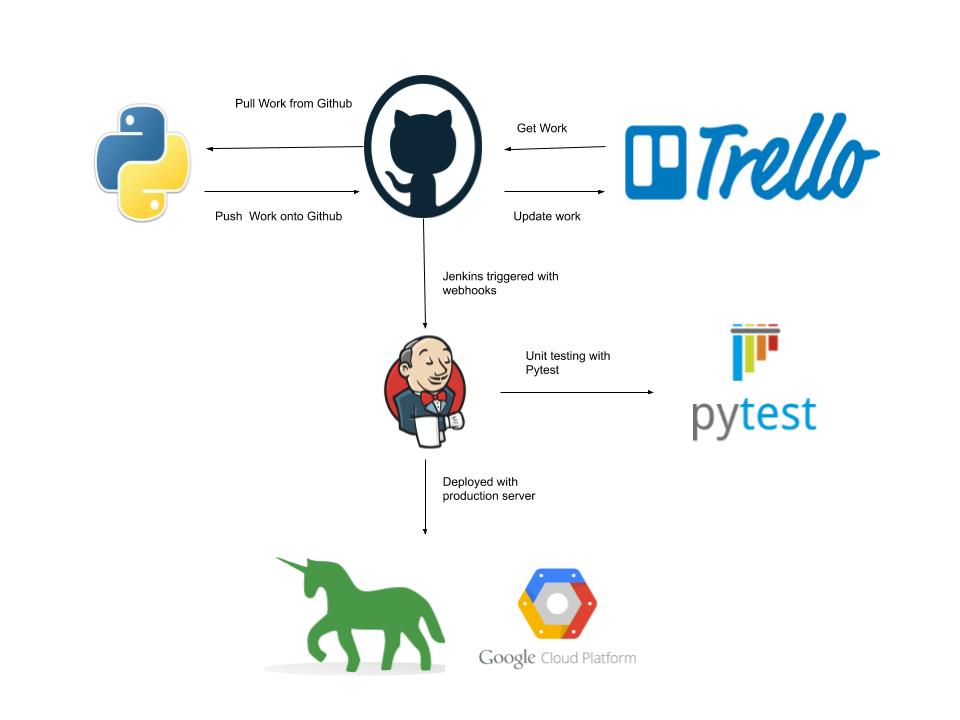 Pull Work from Github
Get Work
Trello
Push  Work onto Github
Update work
Jenkins triggered with
webhooks
Unit testing with
Pytest
pytest
Deployed with
production server
Google Cloud Platform